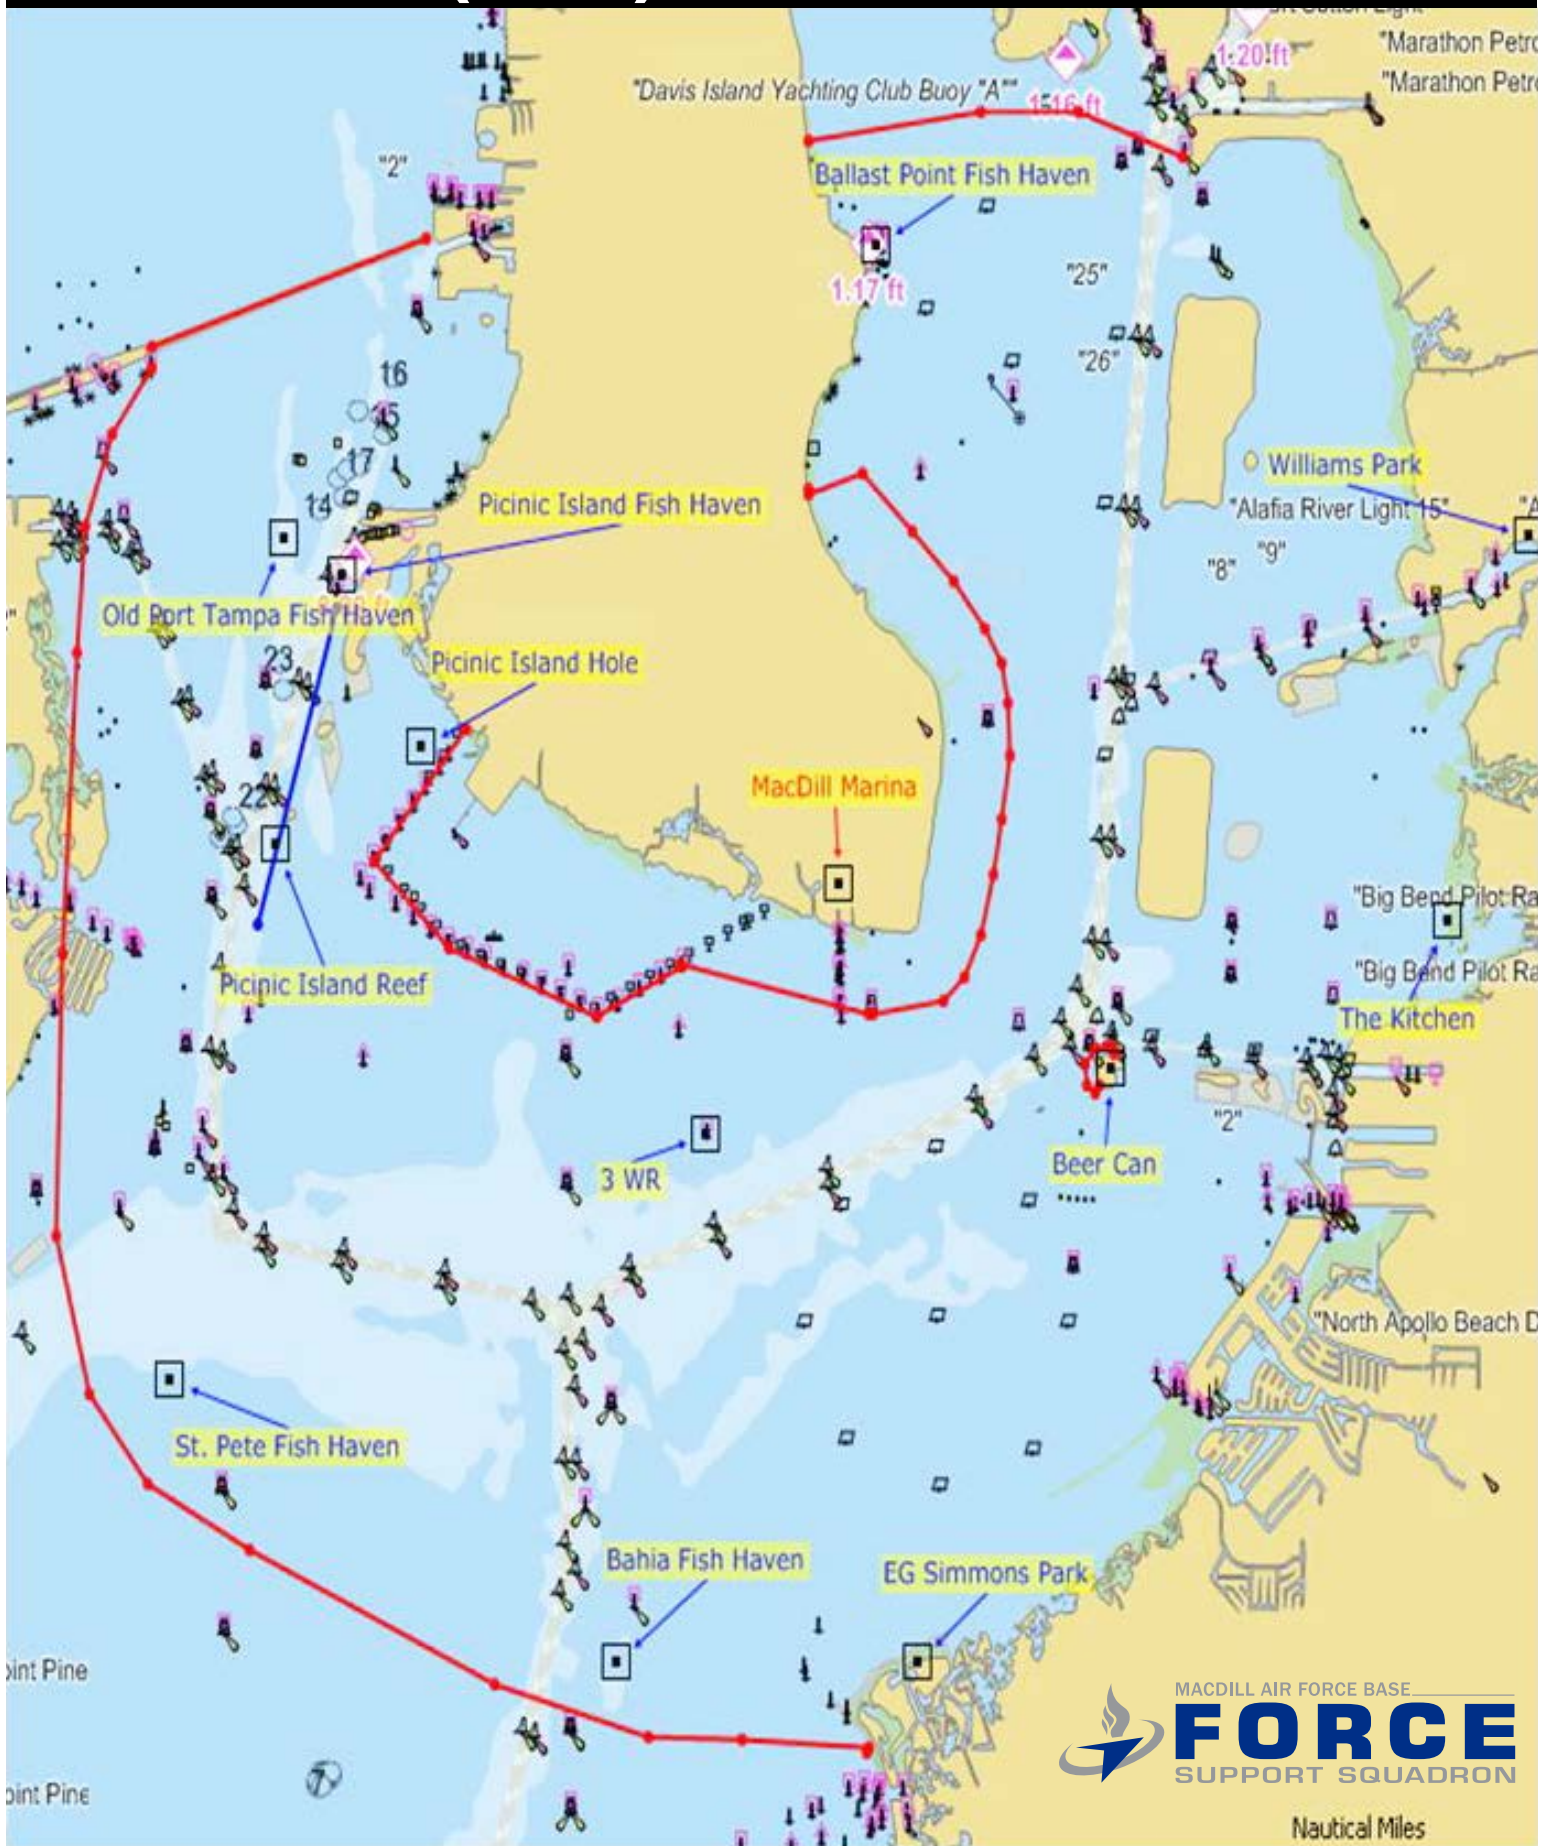 "Marathon Petro
1.20 ft
"Marathon Petr
"Davis Island Yachting Club Buoy "A""
"2"
Ballast Point Fish Haven
"25"
1.17 ft
"26"
16
15
17
Williams Park
14
Picinic Island Fish Haven
"Alafia River Light 15"
"A
"9"
"8"
Old Port Tampa Fish Haven
23
Picinic Island Hole
MacDill Marina
22
"Big Bend Pilot Ra
Picinic Island Reef
"Big Bend Pilot Ra
The Kitchen
"2"
Beer Can
3 WR
"North Apollo Beach D
St. Pete Fish Haven
Bahia Fish Haven
EG Simmons Park
oint Pine
MACDILL AIR FORCE BASE
FORCE
SUPPORT SQUADRON
oint Pine
Nautical Miles